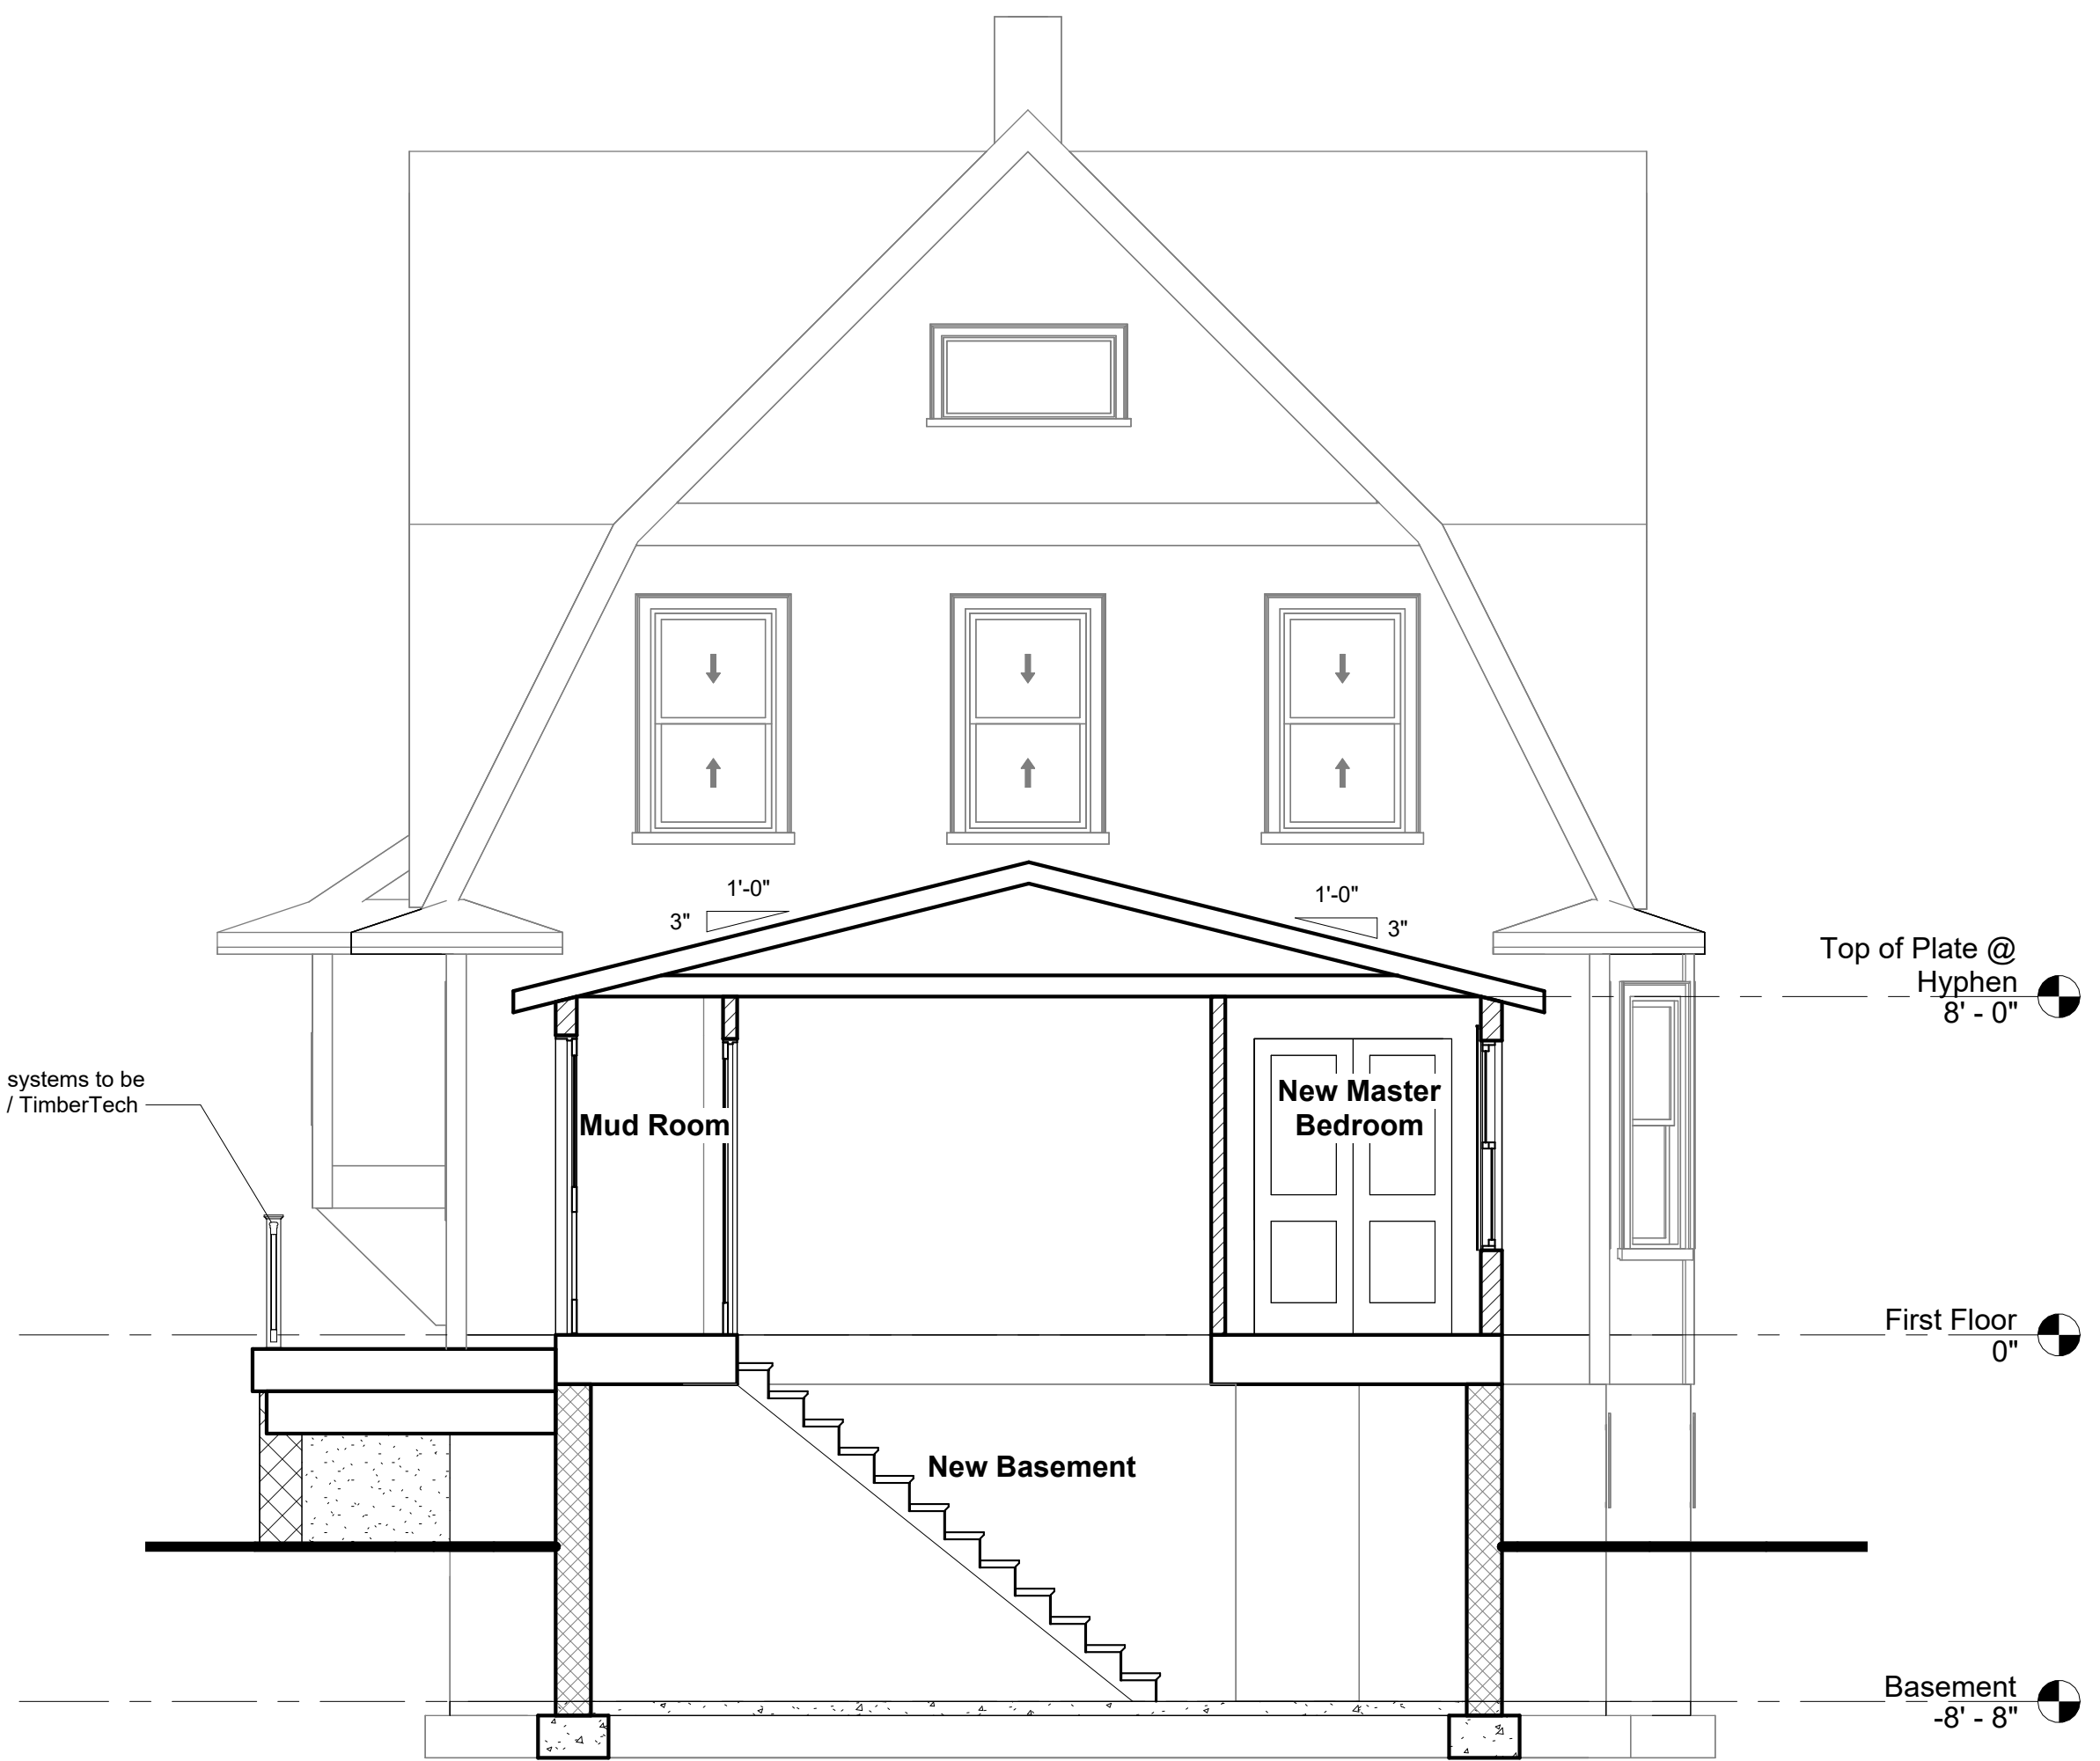 1'-0"
3"
1'-0"
3"
Top of Plate @
Hyphen
8' - 0"
systems to be
/ TimberTech
Mud Room
New Master
Bedroom
First Floor
0"
New Basement
Basement
-8' - 8"